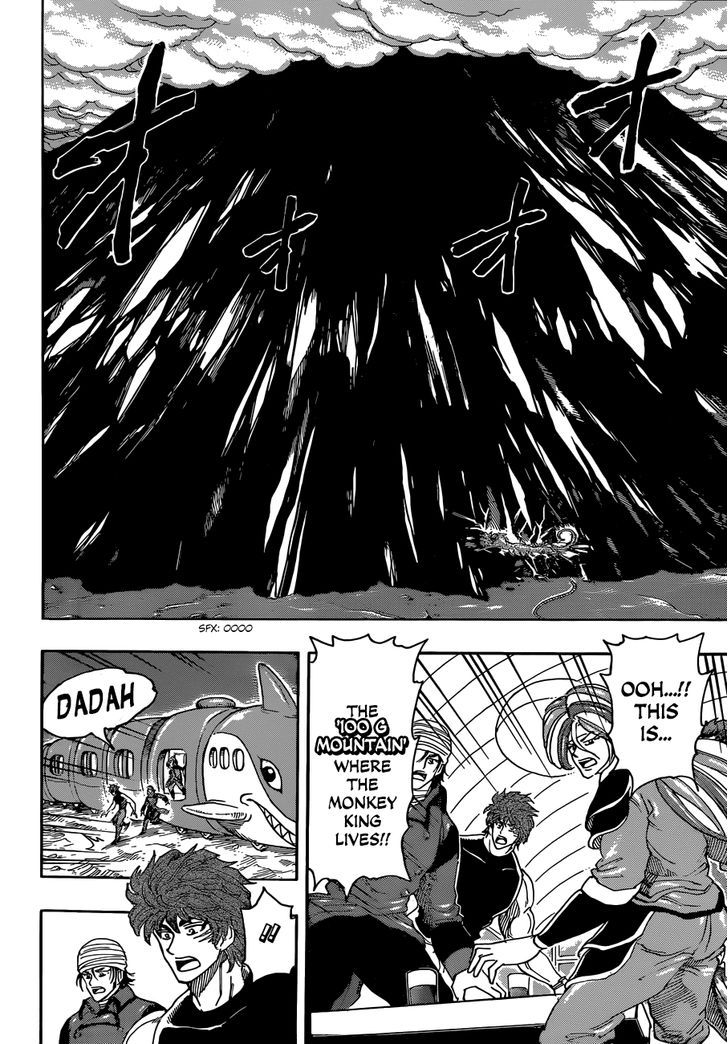 オ
オ
オ
オ
SFX: OOOO
OOH...!!
THIS
IS...
THE
'100 G
MOUNTAIN'
WHERE
THE
MONKEY
KING
LIVES!!
DADAH
!!